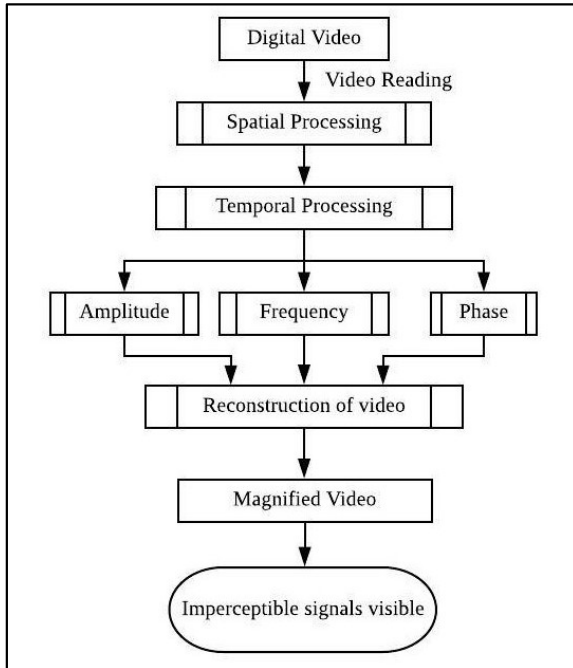 Digital Video
Video Reading
Spatial Processing
Temporal Processing
Amplitude
Frequency
Phase
Reconstruction of video
Magnified Video
Imperceptible signals visible